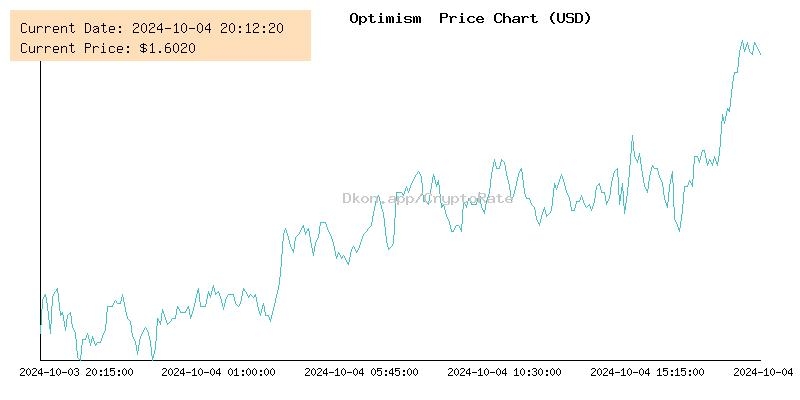 Optimism  Price Chart (USD)
Current Date: 2024-10-04 20:12:20
Current Price: $1.6020
Dkon.app/CryptoRate
2024-10-03 20:15:00 2024-10-04 01:00:00 2024-10-04 05:45:00 2024-10-04 10:30:00 2024-10-04 15:15:00 2024-10-04